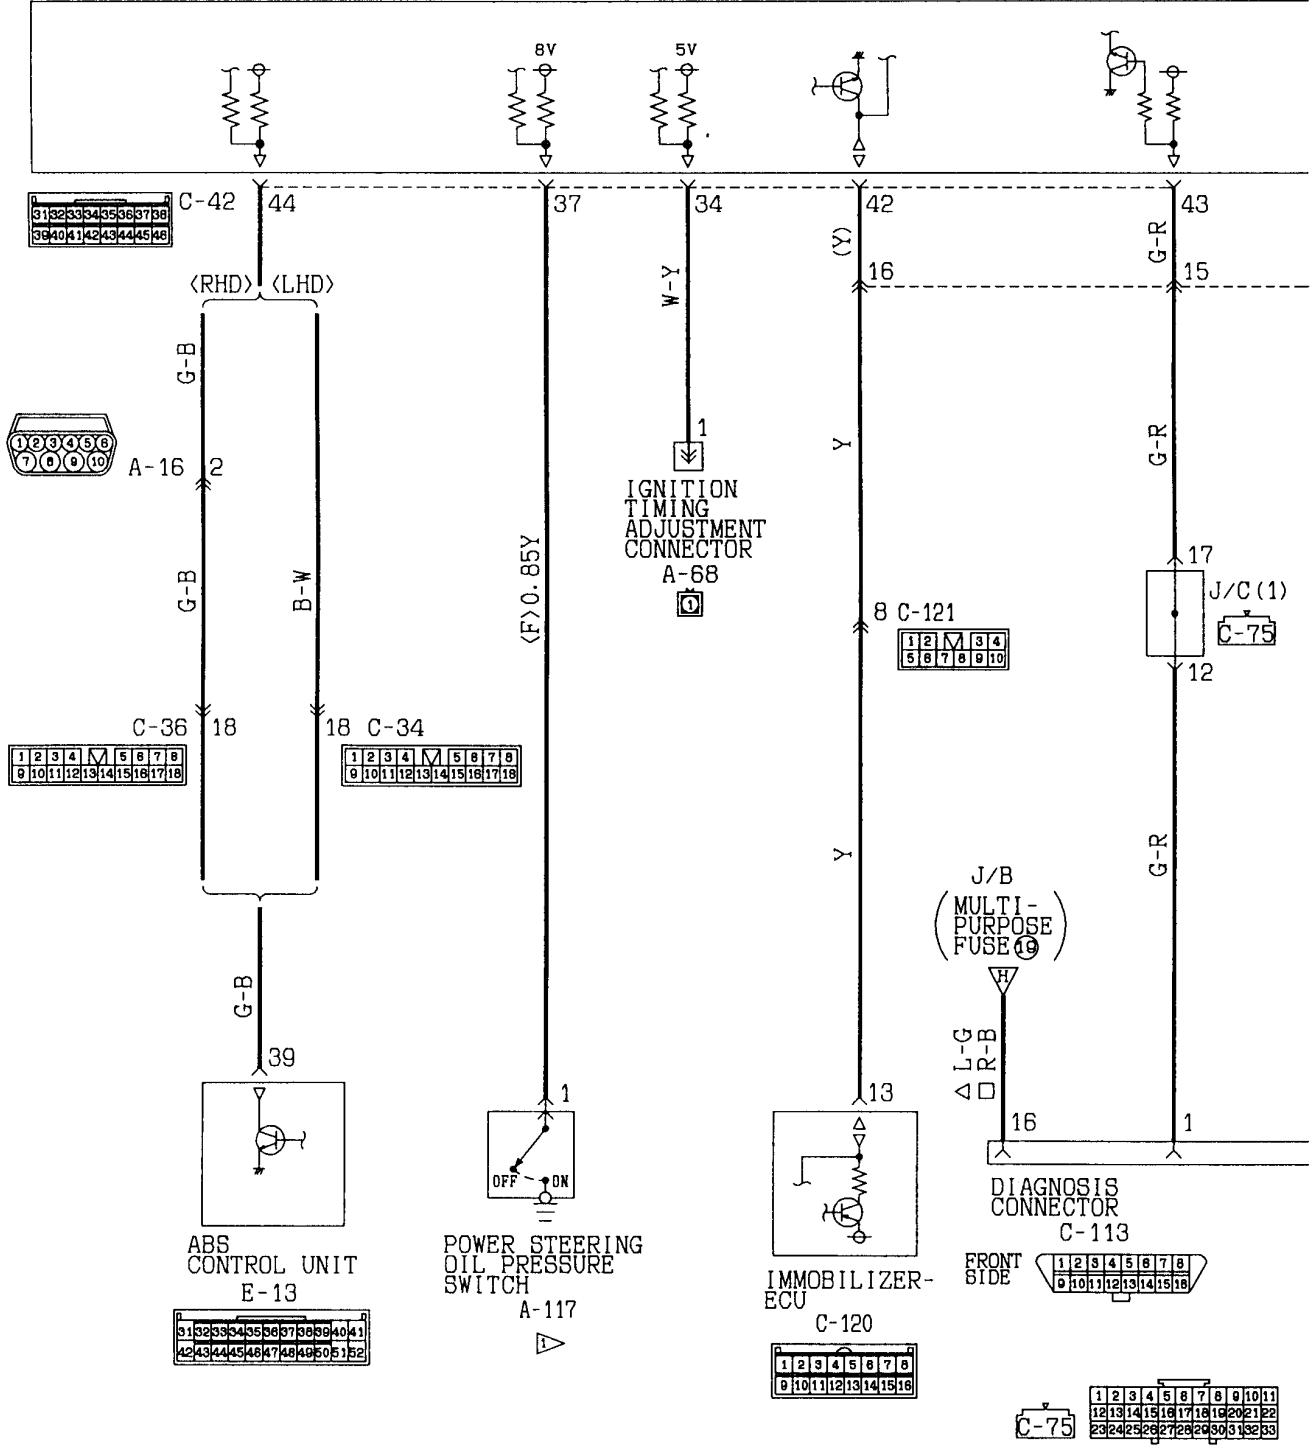 8V
5V
C-42
44
37
34
42
43
31 32 33 34 35 36 37 38
39 40 41 42 43 44 45 46
(Y)
G-R
W-Y
16
15
<RHD>
<LHD>
G-B
1 2 3 4 5 6
7 8 9 10
A-16
2
1
Y
G-R
IGNITION
TIMING
ADJUSTMENT
CONNECTOR
A-68
1
G-B
B-W
<F>0.85Y
17
J/C(1)
C-75
12
8 C-121
1 2 3 4
5 6 7 8 9 10
C-36
18
18
C-34
1 2 3 4 5 6 7 8
9 10 11 12 13 14 15 16 17 18
1 2 3 4 5 6 7 8
9 10 11 12 13 14 15 16 17 18
Y
G-R
J/B
(MULTI-
PURPOSE
FUSE 19)
H
G-B
△ L-G
□ R-B
39
1
13
16
1
OFF
ON
ABS
CONTROL UNIT
E-13
31 32 33 34 35 36 37 38 39 40 41
42 43 44 45 46 47 48 49 50 51 52
POWER STEERING
OIL PRESSURE
SWITCH
A-117
1
IMMOBILIZER-
ECU
C-120
1 2 3 4 5 6 7 8
9 10 11 12 13 14 15 16
DIAGNOSIS
CONNECTOR
C-113
FRONT
SIDE
1 2 3 4 5 6 7 8
9 10 11 12 13 14 15 16
C-75
1 2 3 4 5 6 7 8 9 10 11
12 13 14 15 16 17 18 19 20 21 22
23 24 25 26 27 28 29 30 31 32 33